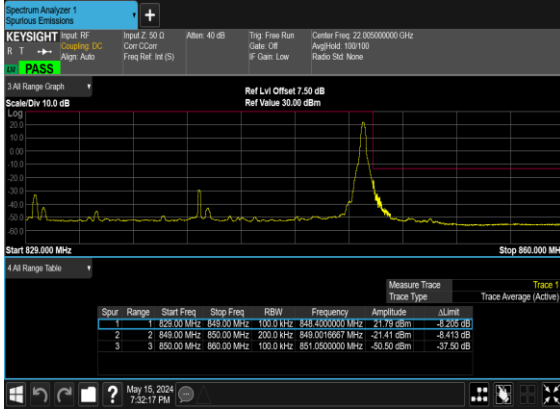 Spectrum Analyzer 1
Spurious Emissions
KEYSIGHT Input: RF Input Z: 50 Ω Atten: 40 dB Trig: Free Run Center Freq: 22.005000000 GHz
R T Coupling: DC Corr CCorr Gate: Off Avg|Hold: 100/100
Align: Auto Freq Ref: Int (S) IF Gain: Low Radio Std: None
PASS
3 All Range Graph
Ref Lvl Offset 7.50 dB
Scale/Div 10.0 dB Ref Value 30.00 dBm
Log
20.0
10.0
0.00
-10.0
-20.0
-30.0
-40.0
-50.0
-60.0
Start 829.000 MHz Stop 860.000 MH
4 All Range Table
Measure Trace Trace 1
Trace Type Trace Average (Active)
Spur Range Start Freq Stop Freq RBW Frequency Amplitude ΔLimit
1 1 829.00 MHz 849.00 MHz 100.0 kHz 848.4000000 MHz 21.79 dBm -8.205 dB
2 2 849.00 MHz 850.00 MHz 200.0 kHz 849.0016667 MHz -21.41 dBm -8.413 dB
3 3 850.00 MHz 860.00 MHz 100.0 kHz 851.0500000 MHz -50.50 dBm -37.50 dB
? May 15, 2024
7:32:17 PM